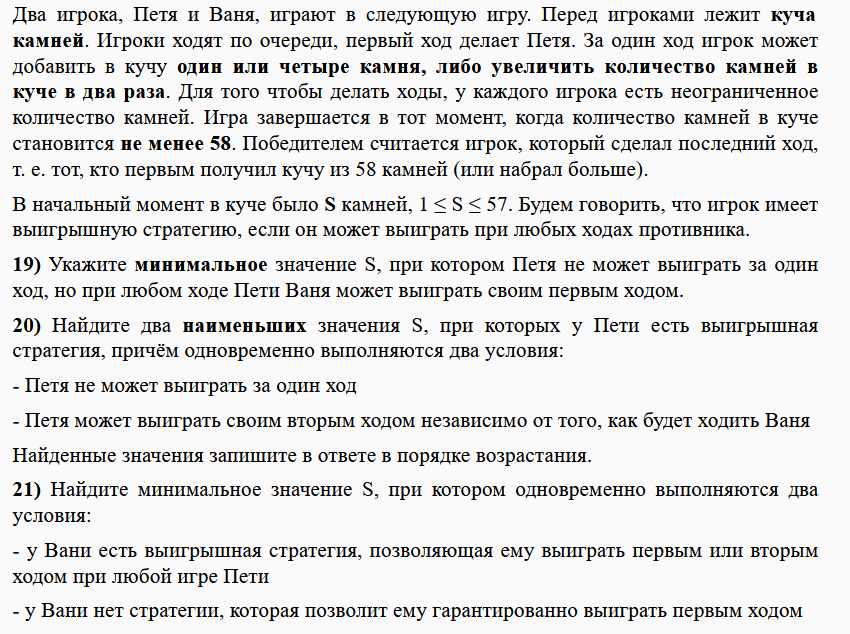 Два игрока, Петя и Ваня, играют в следующую игру. Перед игроками лежит куча
камней. Игроки ходят по очереди, первый ход делает Петя. За один ход игрок может
добавить в кучу один или четыре камня, либо увеличить количество камней в
куче в два раза. Для того чтобы делать ходы, у каждого игрока есть неограниченное
количество камней. Игра завершается в тот момент, когда количество камней в куче
становится не менее 58. Победителем считается игрок, который сделал последний ход,
т. е. тот, кто первым получил кучу из 58 камней (или набрал больше).
В начальный момент в куче было S камней, 1 ≤ S ≤ 57. Будем говорить, что игрок имеет
выигрышную стратегию, если он может выиграть при любых ходах противника.
19) Укажите минимальное значение S, при котором Петя не может выиграть за один
ход, но при любом ходе Пети Ваня может выиграть своим первым ходом.
20) Найдите два наименьших значения S, при которых у Пети есть выигрышная
стратегия, причём одновременно выполняются два условия:
- Петя не может выиграть за один ход
- Петя может выиграть своим вторым ходом независимо от того, как будет ходить Ваня
Найденные значения запишите в ответе в порядке возрастания.
21) Найдите минимальное значение S, при котором одновременно выполняются два
условия:
- у Вани есть выигрышная стратегия, позволяющая ему выиграть первым или вторым
ходом при любой игре Пети
- у Вани нет стратегии, которая позволит ему гарантированно выиграть первым ходом